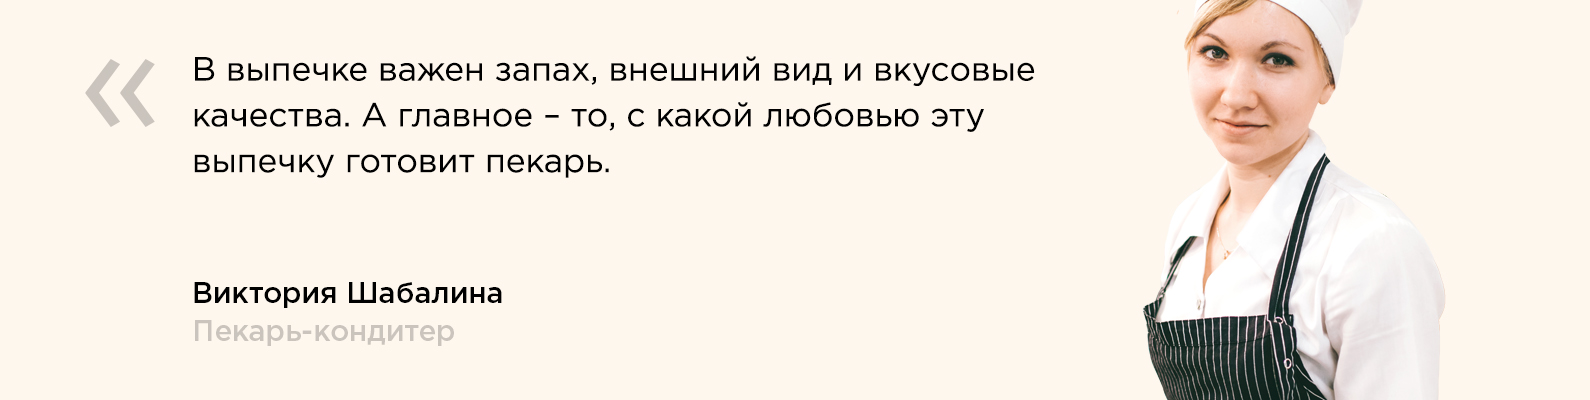 « В выпечке важен запах, внешний вид и вкусовые
качества. А главное – то, с какой любовью эту
выпечку готовит пекарь.
Виктория Шабалина
Пекарь-кондитер